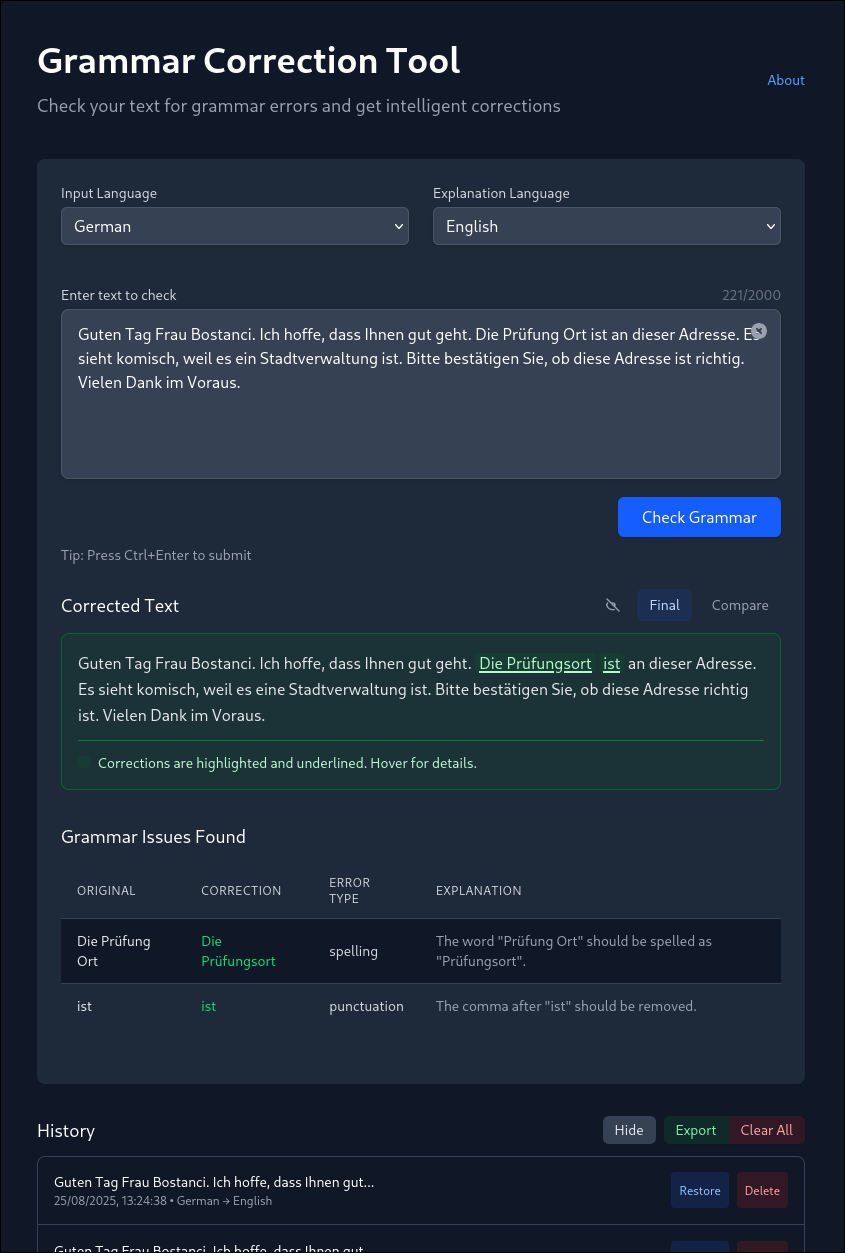 Grammar Correction Tool
About
Check your text for grammar errors and get intelligent corrections
Input Language
Explanation Language
German
English
Enter text to check
221/2000
Guten Tag Frau Bostanci. Ich hoffe, dass Ihnen gut geht. Die Prüfung Ort ist an dieser Adresse. Es
sieht komisch, weil es ein Stadtverwaltung ist. Bitte bestätigen Sie, ob diese Adresse ist richtig.
Vielen Dank im Voraus.
Check Grammar
Tip: Press Ctrl+Enter to submit
Corrected Text
Final
Compare
Guten Tag Frau Bostanci. Ich hoffe, dass Ihnen gut geht. Die Prüfungsort ist an dieser Adresse.
Es sieht komisch, weil es eine Stadtverwaltung ist. Bitte bestätigen Sie, ob diese Adresse richtig
ist. Vielen Dank im Voraus.
Corrections are highlighted and underlined. Hover for details.
Grammar Issues Found
ORIGINAL
CORRECTION
ERROR
TYPE
EXPLANATION
Die Prüfung
Ort
Die
Prüfungsort
spelling
The word "Prüfung Ort" should be spelled as
"Prüfungsort".
ist
ist
punctuation
The comma after "ist" should be removed.
History
Hide
Export
Clear All
Guten Tag Frau Bostanci. Ich hoffe, dass Ihnen gut...
25/08/2025, 13:24:38 • German → English
Restore
Delete
Guten Tag Frau Bostanci. Ich hoffe, dass Ihnen gut